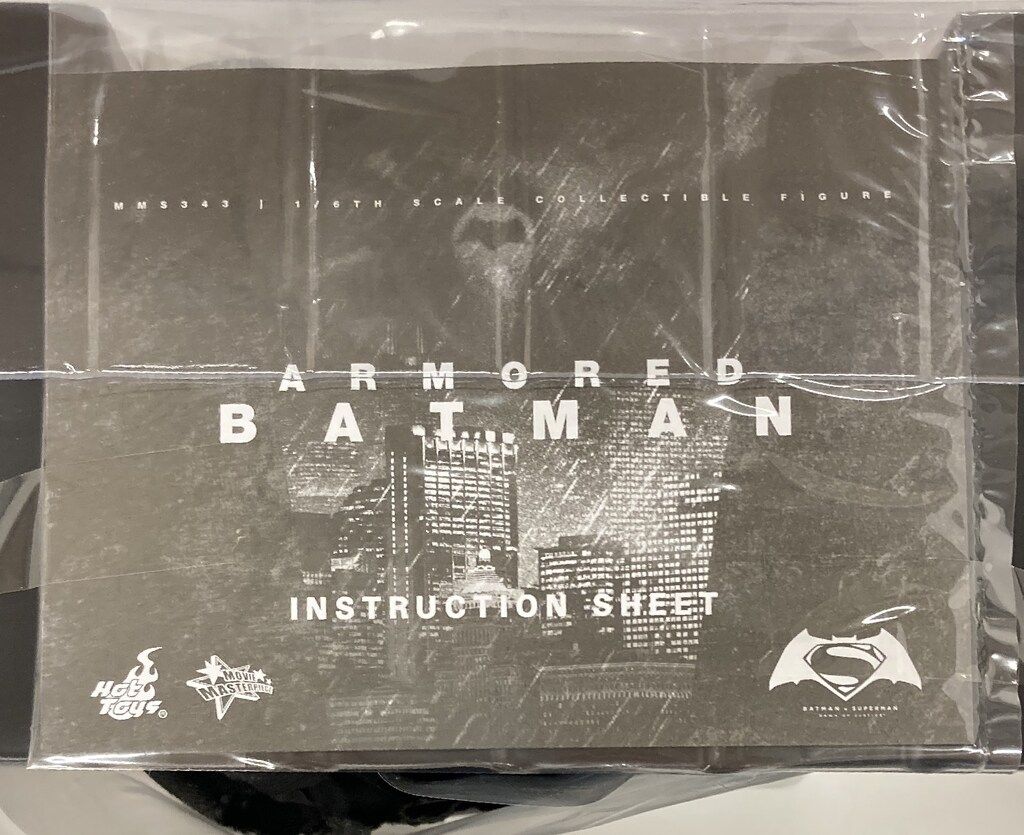 MMS343 | 1/6TH SCALE COLLECTIBLE FIGURE
ARMORED
BATMAN
INSTRUCTION SHEET
Hot
Toys®
MOVIE
MASTERPIECE
BATMAN v SUPERMAN
DAWN OF JUSTICE